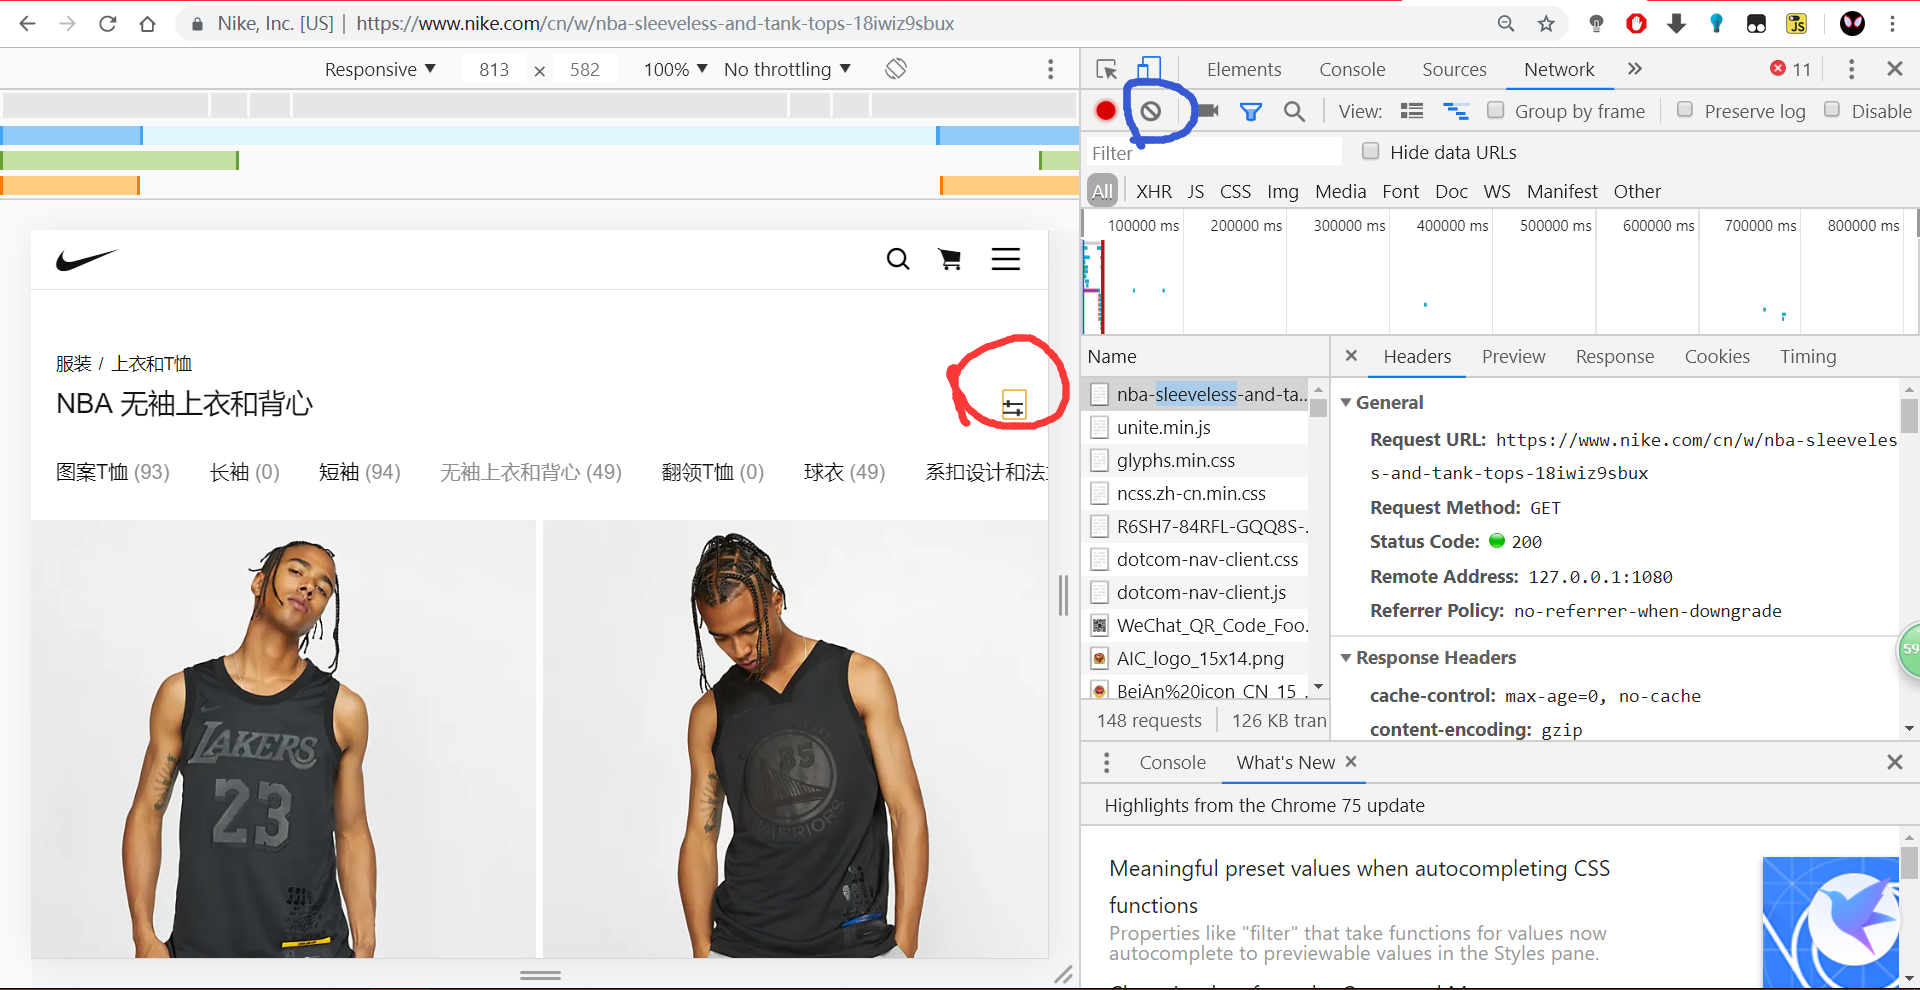 Nike, Inc. [US] | https://www.nike.com/cn/w/nba-sleeveless-and-tank-tops-18iwiz9sbux
JS
Responsive ▼ 813 × 582 100% ▼ No throttling ▼
Elements Console Sources Network » 11
View: Group by frame Preserve log Disable
Filter Hide data URLs
All XHR JS CSS Img Media Font Doc WS Manifest Other
100000 ms 200000 ms 300000 ms 400000 ms 500000 ms 600000 ms 700000 ms 800000 ms
服装 / 上衣和T恤
NBA 无袖上衣和背心
图案T恤 (93) 长袖 (0) 短袖 (94) 无袖上衣和背心 (49) 翻领T恤 (0) 球衣 (49) 系扣设计和法
LAKERS
23
35
WARRIORS
Name
nba-sleeveless-and-ta...
unite.min.js
glyphs.min.css
ncss.zh-cn.min.css
R6SH7-84RFL-GQQ8S-.
dotcom-nav-client.css
dotcom-nav-client.js
WeChat_QR_Code_Foo.
AIC_logo_15x14.png
BeiAn%20icon_CN_15_.
148 requests 126 KB tran
Headers Preview Response Cookies Timing
General
Request URL: https://www.nike.com/cn/w/nba-sleeveles
s-and-tank-tops-18iwiz9sbux
Request Method: GET
Status Code: 200
Remote Address: 127.0.0.1:1080
Referrer Policy: no-referrer-when-downgrade
59
Response Headers
cache-control: max-age=0, no-cache
content-encoding: gzip
Console What's New
Highlights from the Chrome 75 update
Meaningful preset values when autocompleting CSS
functions
Properties like "filter" that take functions for values now
autocomplete to previewable values in the Styles pane.